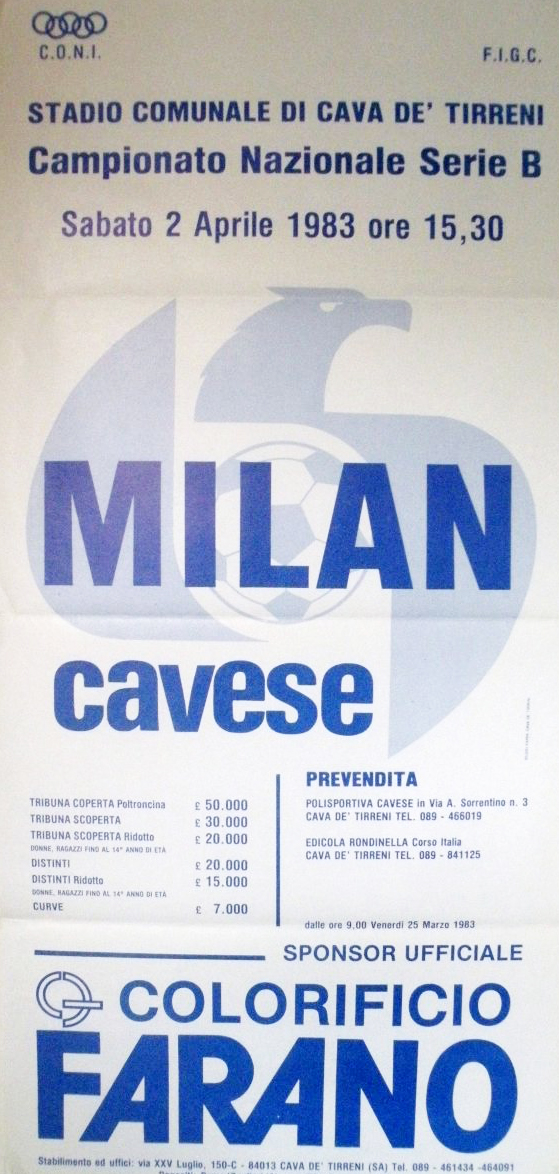 C.O.N.I.
F.I.G.C.
STADIO COMUNALE DI CAVA DE' TIRRENI
Campionato Nazionale Serie B
Sabato 2 Aprile 1983 ore 15,30
MILAN
cavese
TRIBUNA COPERTA Poltroncina £ 50.000
TRIBUNA SCOPERTA £ 30.000
TRIBUNA SCOPERTA Ridotto £ 20.000
DONNE, RAGAZZI FINO AL 14° ANNO DI ETÀ
DISTINTI £ 20.000
DISTINTI Ridotto £ 15.000
DONNE, RAGAZZI FINO AL 14° ANNO DI ETÀ
CURVE £ 7.000
PREVENDITA
POLISPORTIVA CAVESE in Via A. Sorrentino n. 3
CAVA DE' TIRRENI TEL. 089 - 466019
EDICOLA RONDINELLA Corso Italia
CAVA DE' TIRRENI TEL. 089 - 841125
dalle ore 9,00 Venerdì 25 Marzo 1983
SPONSOR UFFICIALE
COLORIFICIO
FARANO
Stabilimento ed uffici: via XXV Luglio, 150-C - 84013 CAVA DE' TIRRENI (SA) Tel. 089 - 461434 -464091